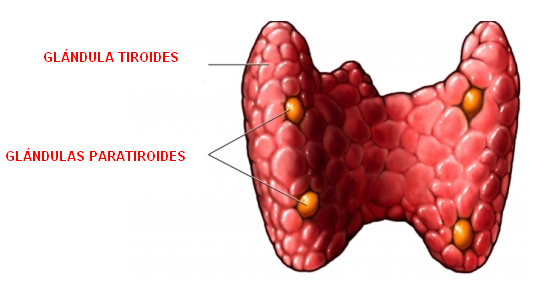 GLÁNDULA TIROIDES
GLÁNDULAS PARATIROIDES